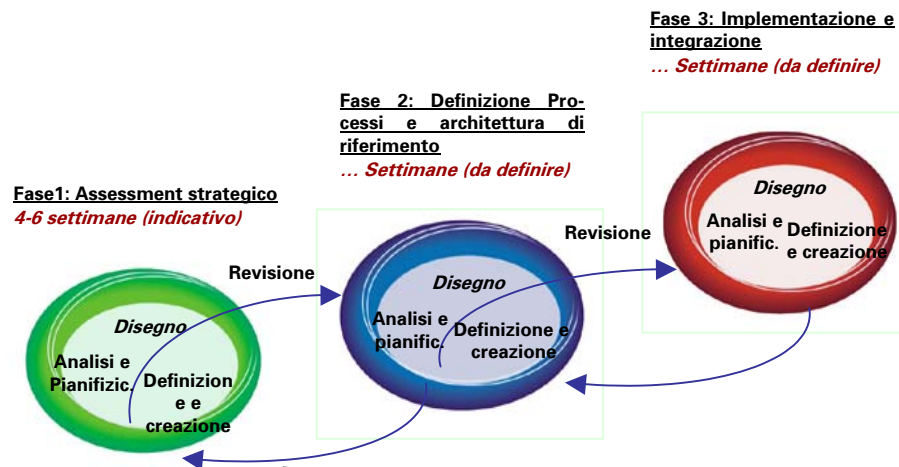 Fase 3: Implementazione e
integrazione
... Settimane (da definire)
Fase 2: Definizione Pro-
cessi e architettura di
riferimento
... Settimane (da definire)
Fase1: Assessment strategico
4-6 settimane (indicativo)
Disegno
Analisi e
pianific.
Definizione
e creazione
Revisione
Disegno
Analisi e
pianific.
Definizione e
creazione
Revisione
Disegno
Analisi e
Pianifizic.
Definizion
e e
creazione